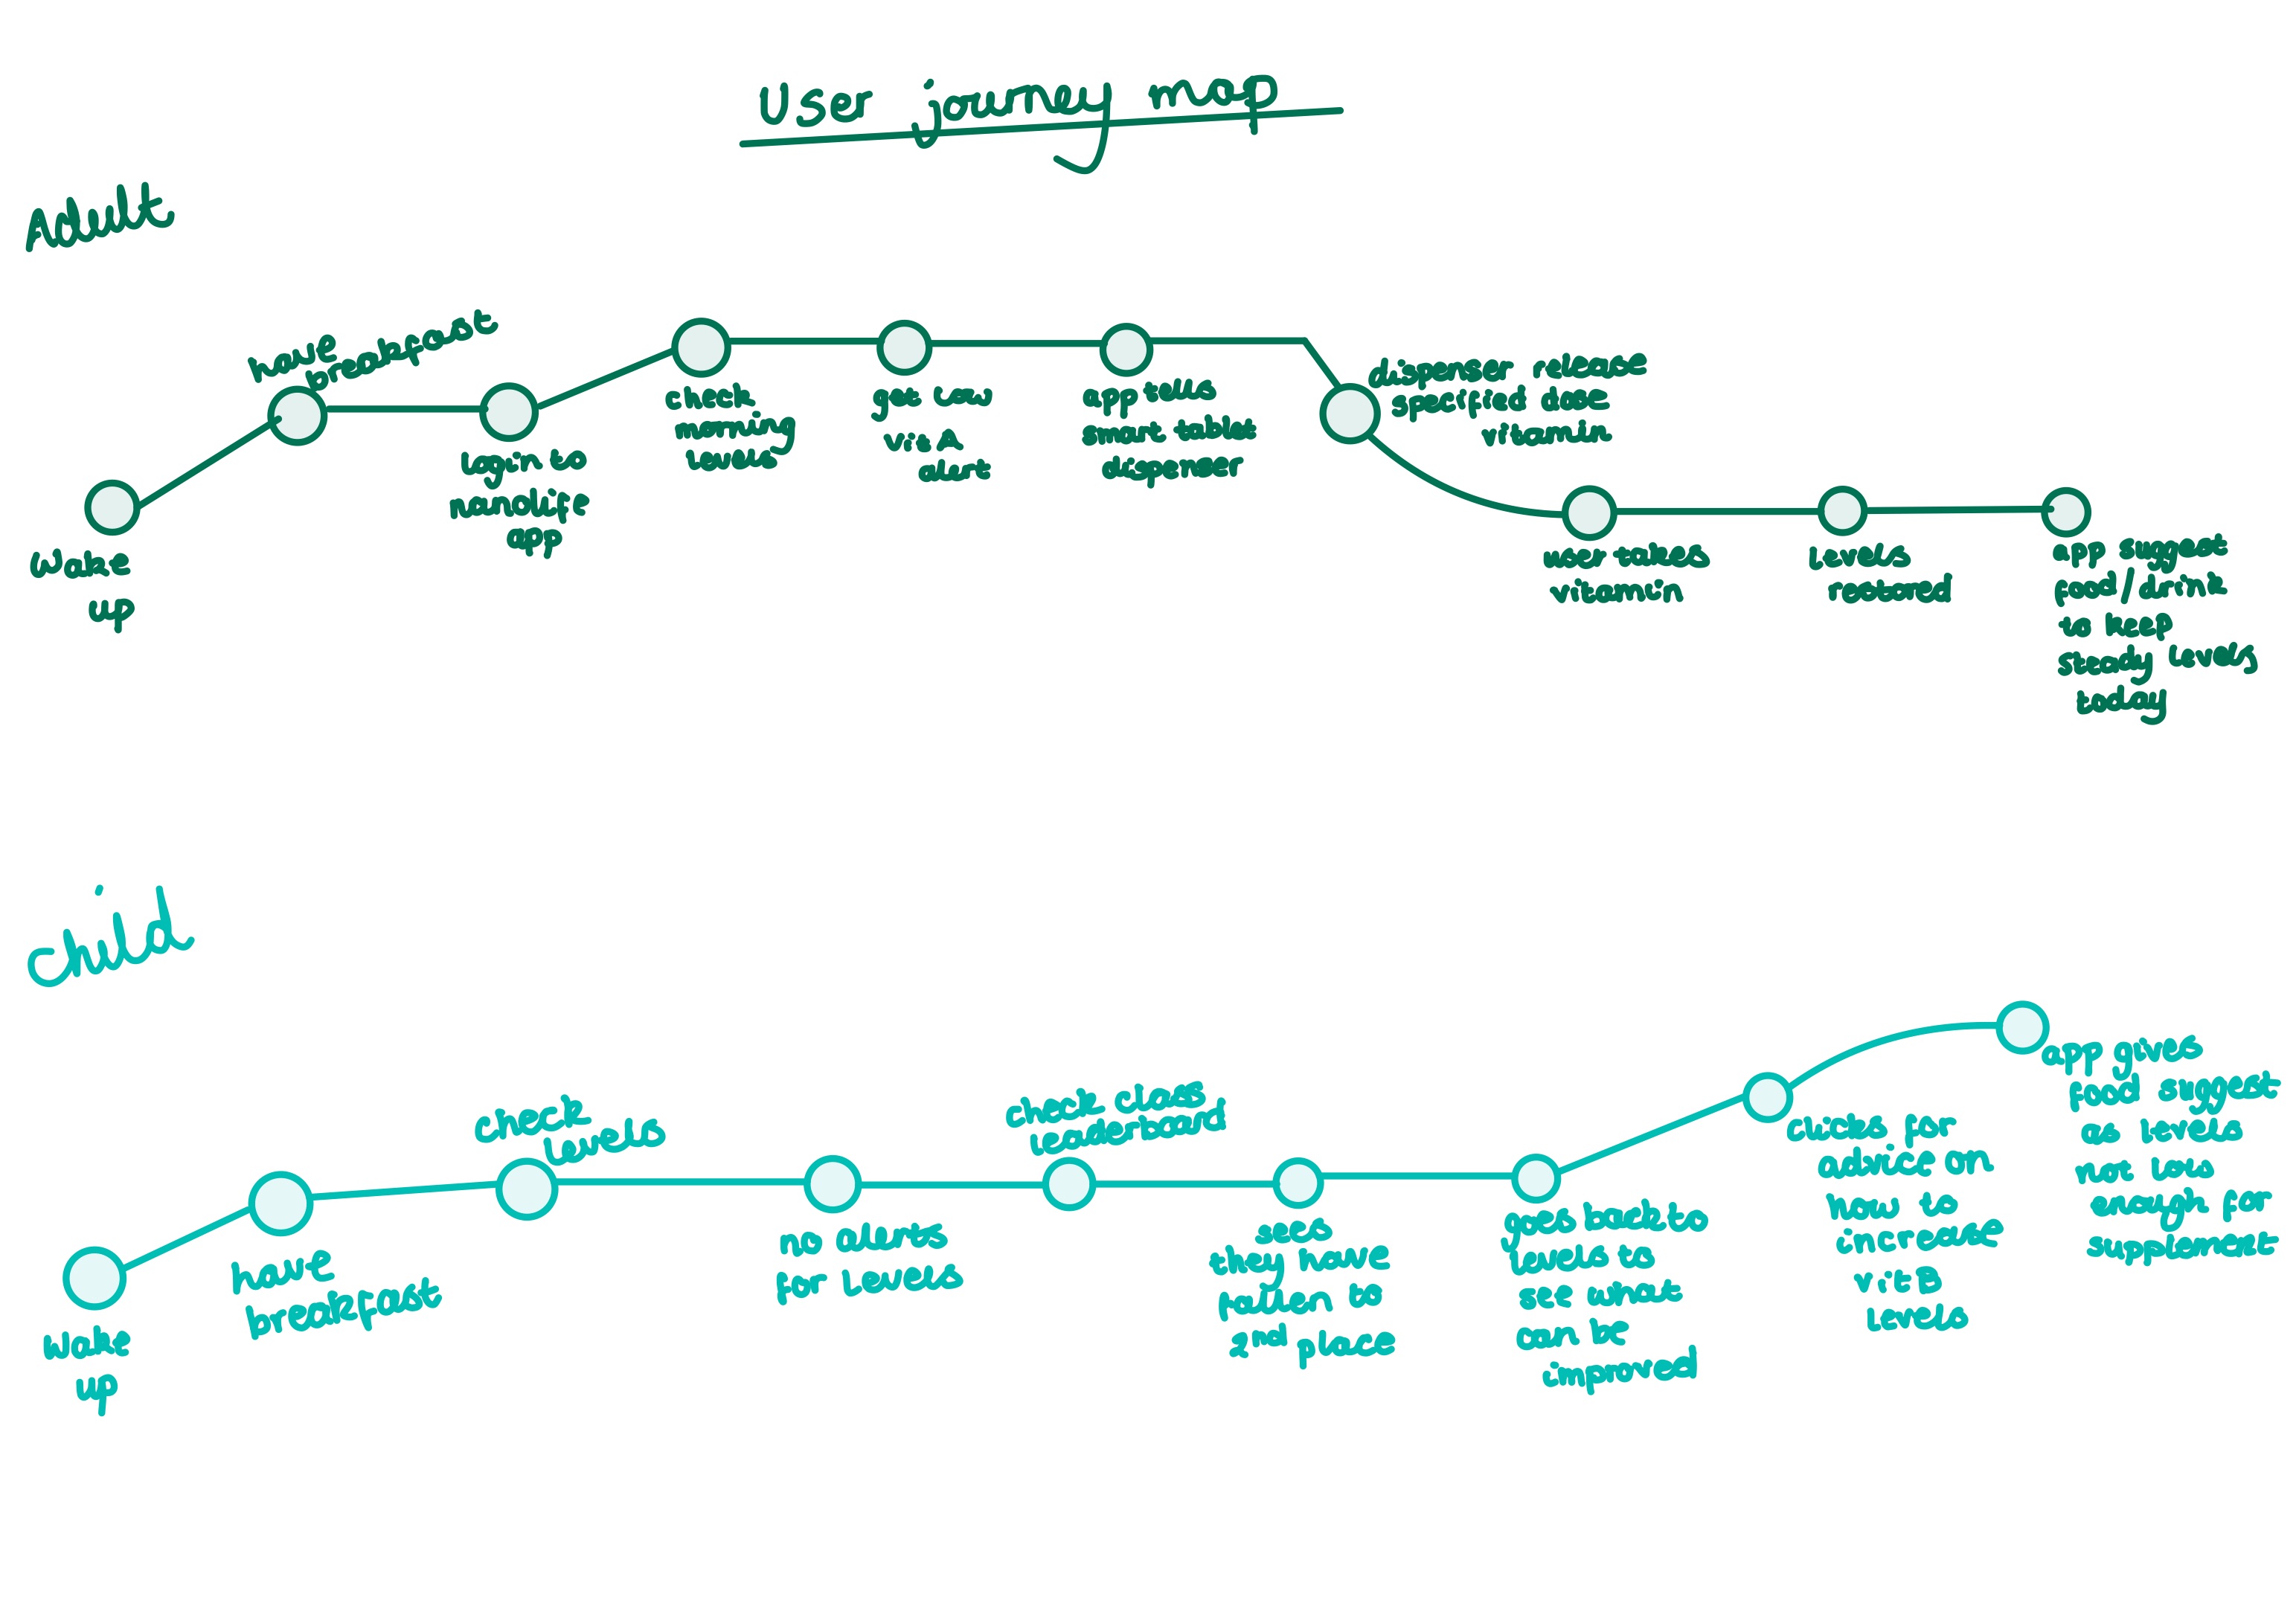 User journey map
Adult
wake
up
have
breakfast
login to
nanolife
app
check
morning
levels
get low
vit A
alert
app tells
smart tablet
dispenser
dispenser release
specified dose
vitamin
user takes
vitamin
Levels
restored
app suggest
food/drink
to keep
steady levels
today
child
wake
up
have
breakfast
check
levels
no alerts
for levels
check class
leaderboard
sees
they have
fallen to
2nd place
goes back to
levels to
see what
can be
improved
clicks for
advice on
how to
increase
vit B
levels
app gives
food suggest
as levels
not low
enough for
supplement